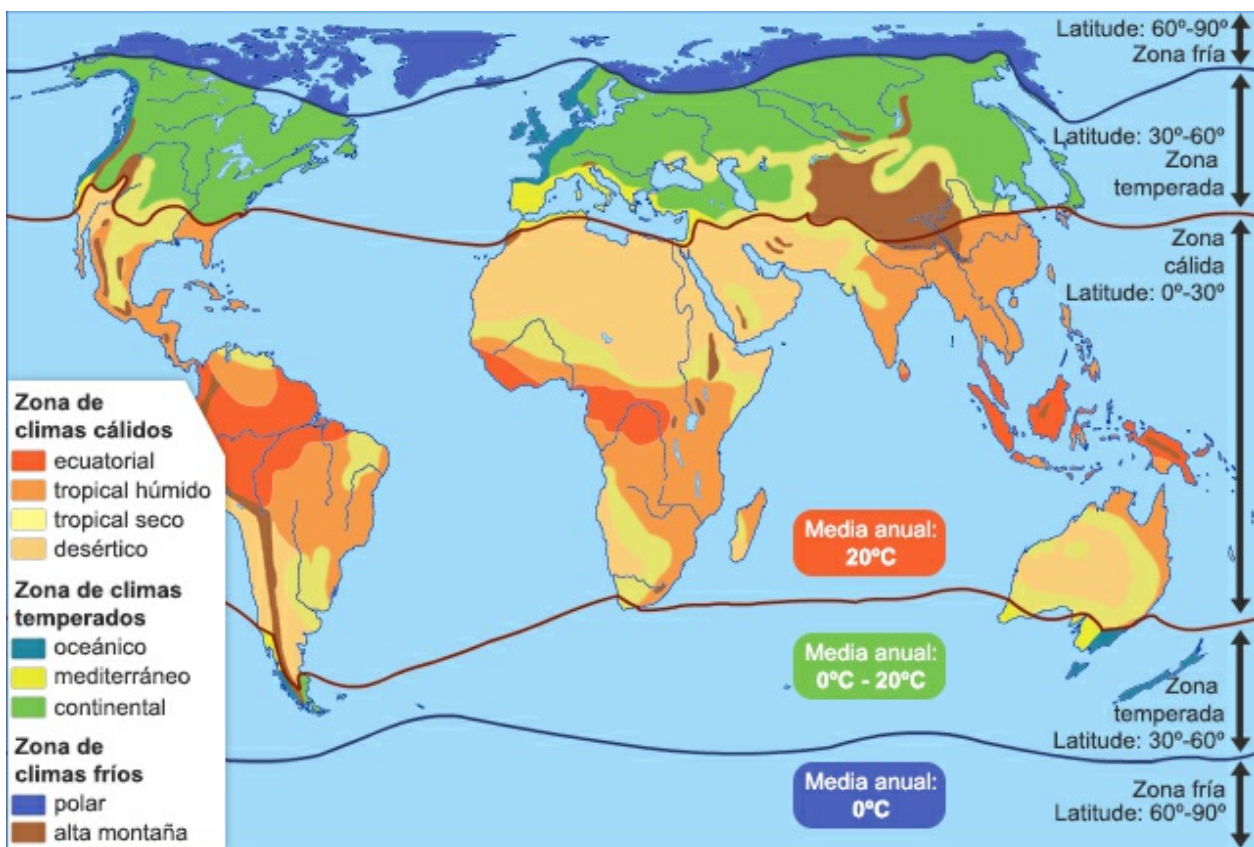 Latitude: 60º-90º
Zona fría
Latitude: 30º-60º
Zona
temperada
Zona
cálida
Latitude: 0º-30º
Zona de
climas cálidos
ecuatorial
tropical húmido
tropical seco
desértico
Zona de climas
temperados
oceánico
mediterráneo
continental
Zona de
climas fríos
polar
alta montaña
Media anual:
20ºC
Media anual:
0ºC - 20ºC
Media anual:
0ºC
Zona
temperada
Latitude: 30º-60º
Zona fría
Latitude: 60º-90º